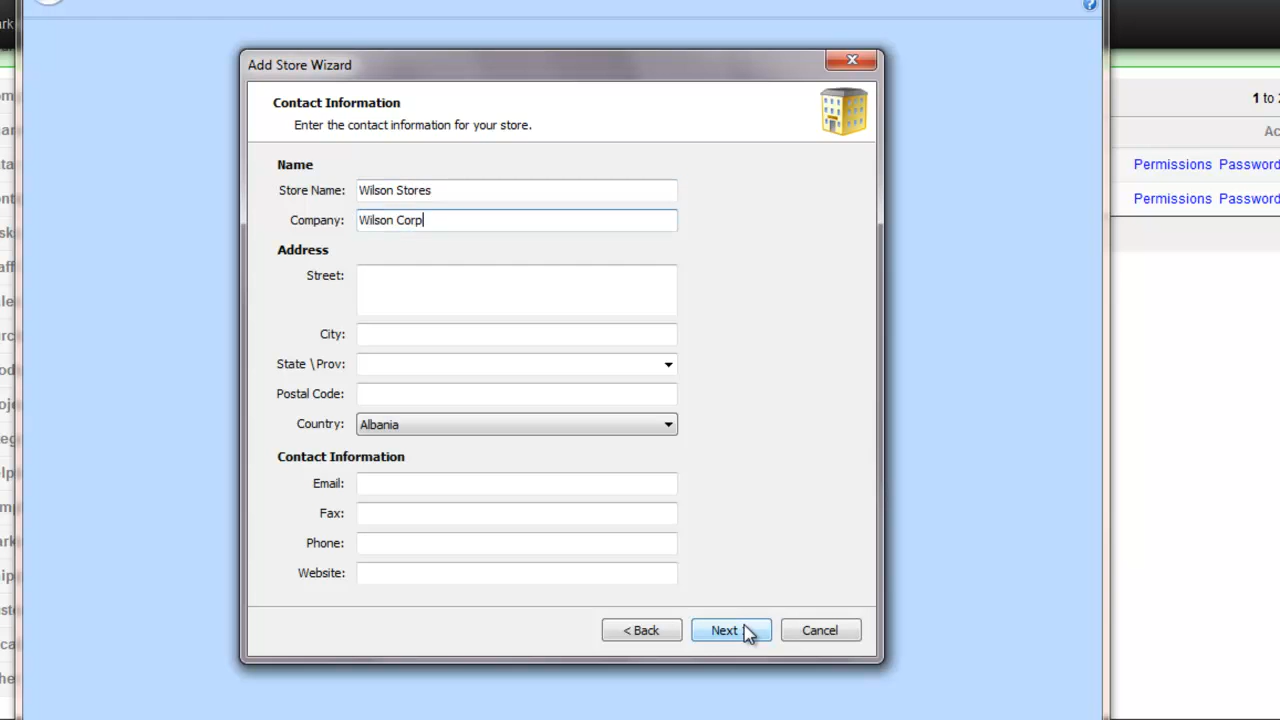 Add Store Wizard
Contact Information
Enter the contact information for your store.
Name
Store Name: Wilson Stores
Company: Wilson Corp
Address
Street:
City:
State \Prov:
Postal Code:
Country: Albania
Contact Information
Email:
Fax:
Phone:
Website:
< Back Next Cancel
1 to
Permissions Password
Permissions Password